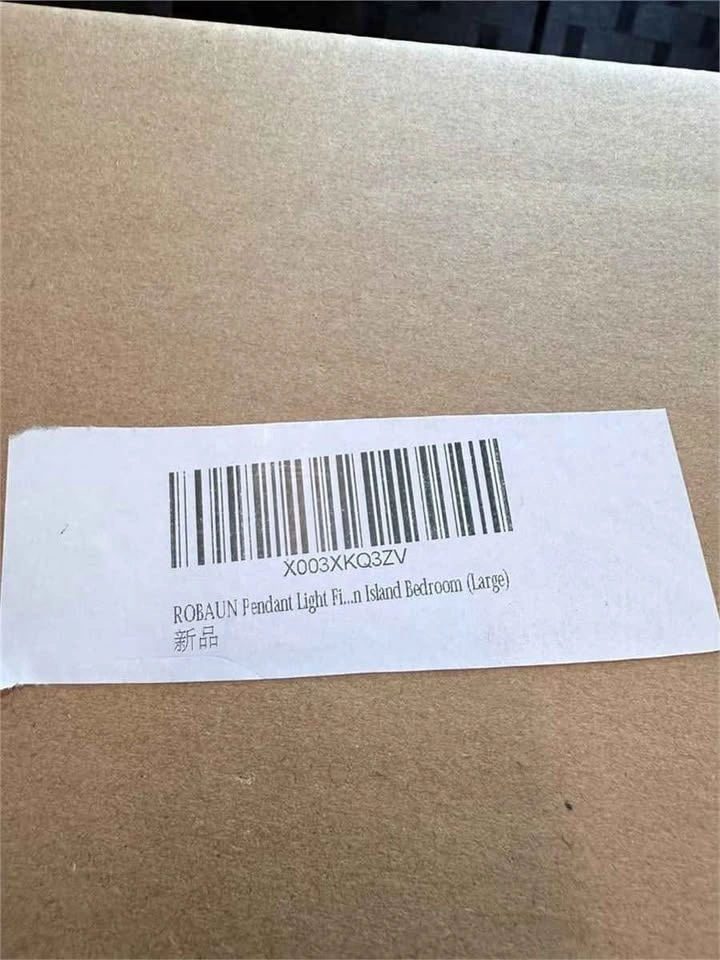 X003XKQ3ZV
ROBAUN Pendant Light Fi...n Island Bedroom (Large)
新品